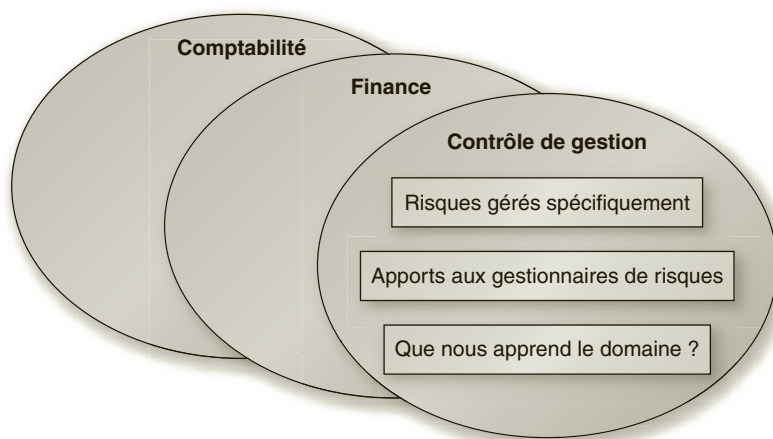 Comptabilité
Finance
Contrôle de gestion
Risques gérés spécifiquement
Apports aux gestionnaires de risques
Que nous apprend le domaine ?